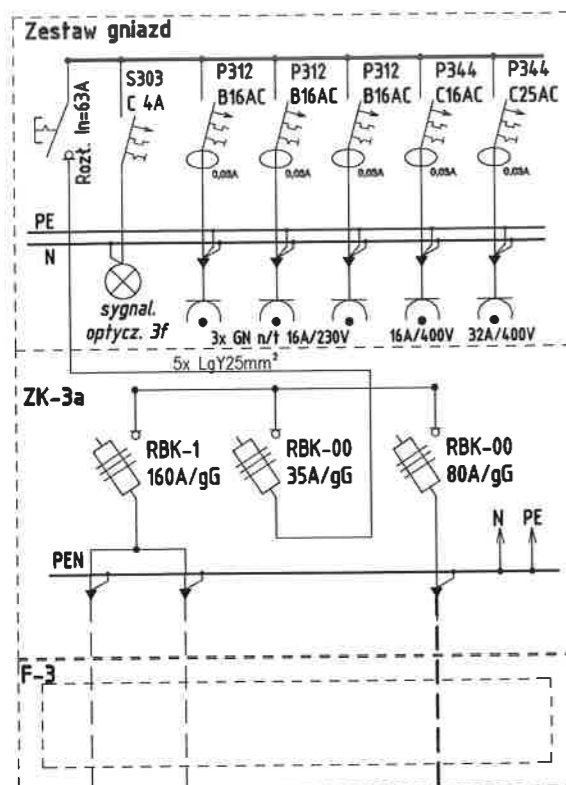 Zestaw gniazd
Rozł. In=63A
S303
C 4A
P312
B16AC
P312
B16AC
P312
B16AC
P344
C16AC
P344
C25AC
0,03A
0,03A
0,03A
0,03A
0,03A
PE
N
sygnal.
optycz. 3f
3x GN n/t 16A/230V
16A/400V
32A/400V
5x LgY25mm²
ZK-3a
RBK-1
160A/gG
RBK-00
35A/gG
RBK-00
80A/gG
N
PE
PEN
F-3